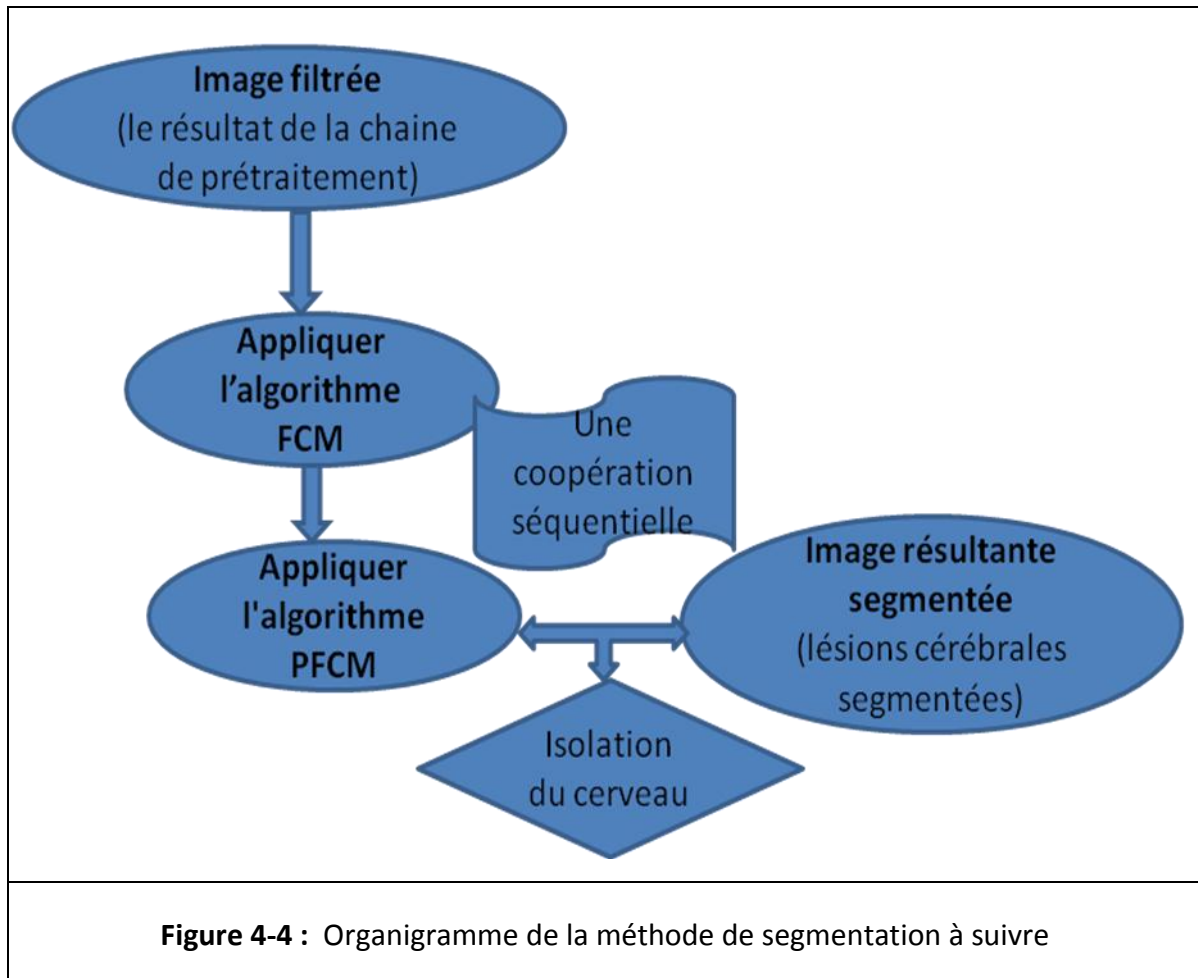 Image filtrée
(le résultat de la chaine
de prétraitement)
Appliquer
l’algorithme
FCM
Une
coopération
séquentielle
Appliquer
l'algorithme
PFCM
Image résultante
segmentée
(lésions cérébrales
segmentées)
Isolation
du cerveau
Figure 4-4 : Organigramme de la méthode de segmentation à suivre